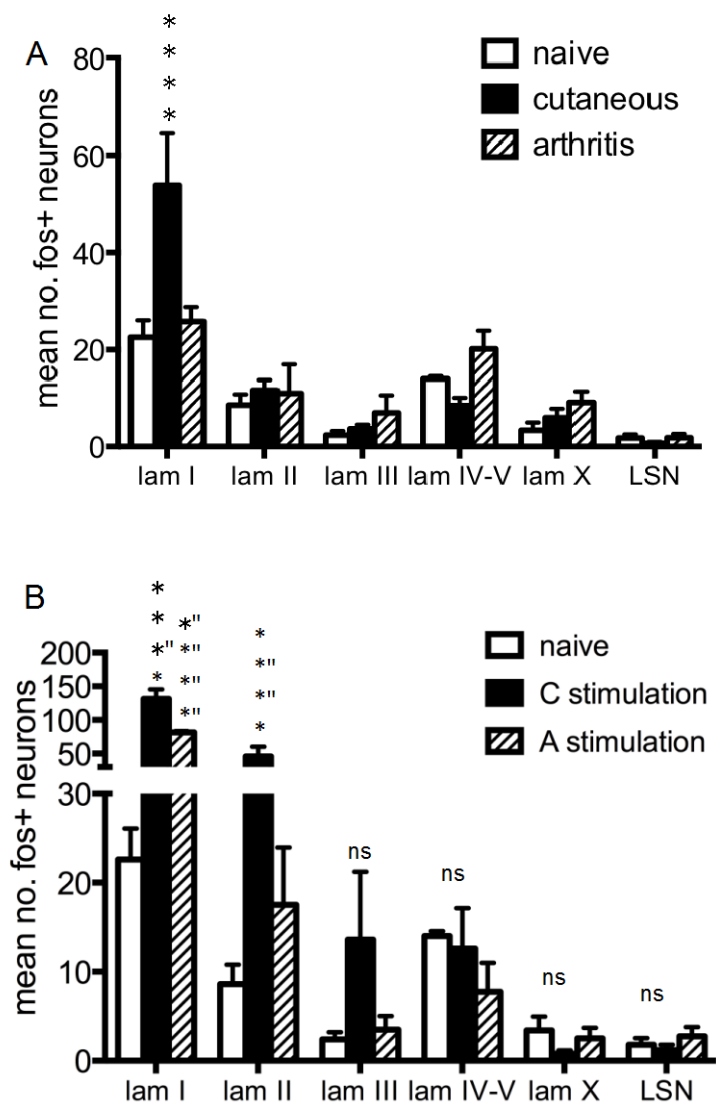 A
*
*
*
*
naive
cutaneous
arthritis
mean no. fos+ neurons
80
60
40
20
0
lam I
lam II
lam III
lam IV-V
lam X
LSN
B
*
*
*"
*
*"
*"
*"
*"
*
*"
*"
*
naive
C stimulation
A stimulation
mean no. fos+ neurons
200
150
100
50
30
20
10
0
ns
ns
ns
ns
lam I
lam II
lam III
lam IV-V
lam X
LSN